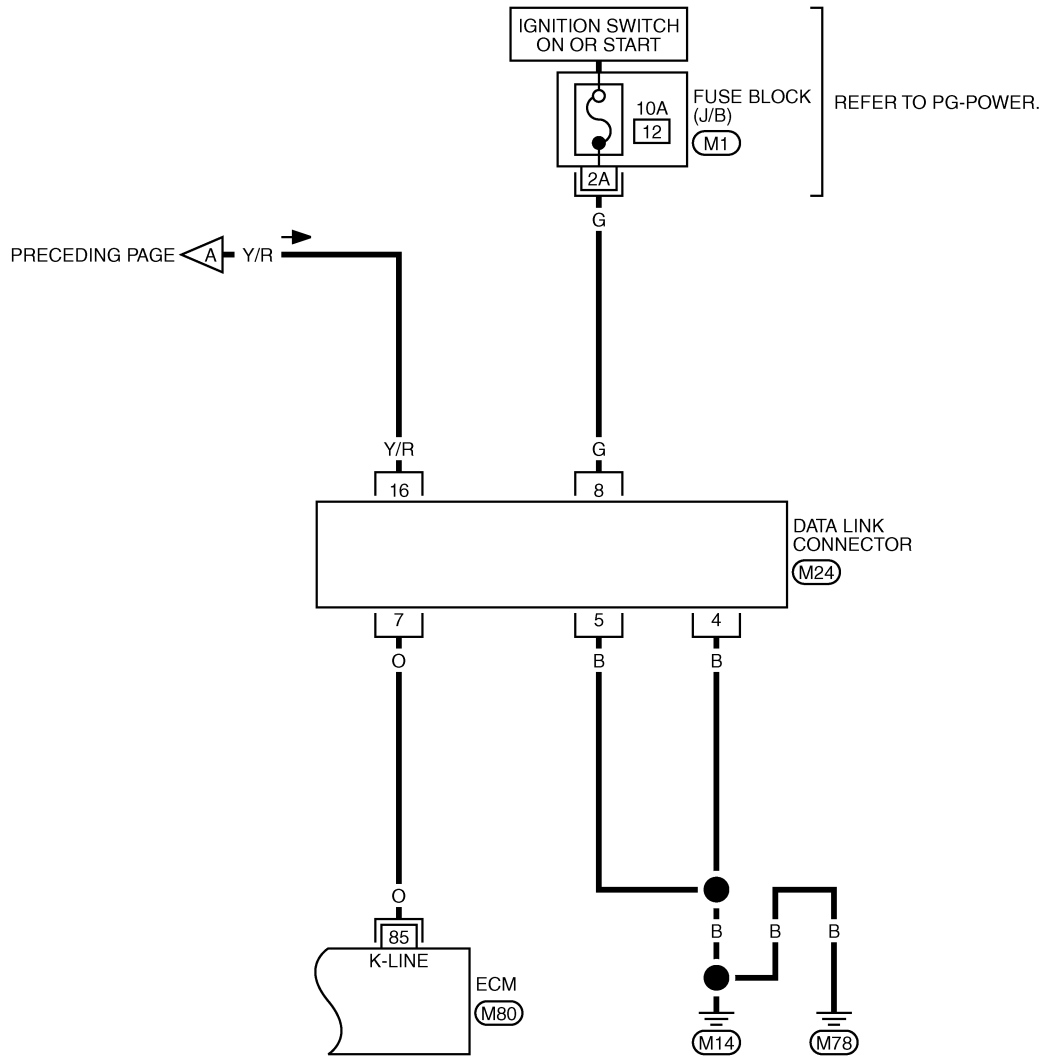 IGNITION SWITCH
ON OR START
10A
12
FUSE BLOCK
(J/B)
M1
REFER TO PG-POWER.
2A
G
PRECEDING PAGE
A
Y/R
Y/R
G
16
8
DATA LINK
CONNECTOR
M24
7
5
4
O
B
B
O
B
B
B
85
K-LINE
ECM
M80
M14
M78